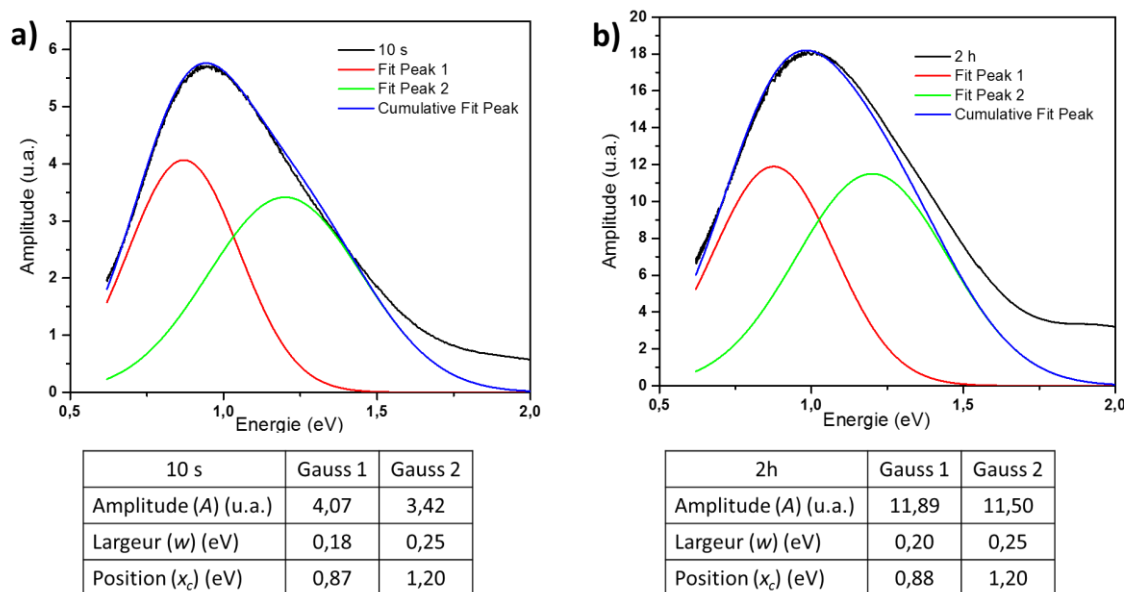 a)
Amplitude (u.a.)
6
5
4
3
2
1
0
0,5
1,0
1,5
2,0
Energie (eV)
10 s
Fit Peak 1
Fit Peak 2
Cumulative Fit Peak
10 s Gauss 1 Gauss 2
Amplitude (A) (u.a.) 4,07 3,42
Largeur (w) (eV) 0,18 0,25
Position (xc) (eV) 0,87 1,20
b)
Amplitude (u.a.)
20
18
16
14
12
10
8
6
4
2
0
0,5
1,0
1,5
2,0
Energie (eV)
2 h
Fit Peak 1
Fit Peak 2
Cumulative Fit Peak
2h Gauss 1 Gauss 2
Amplitude (A) (u.a.) 11,89 11,50
Largeur (w) (eV) 0,20 0,25
Position (xc) (eV) 0,88 1,20